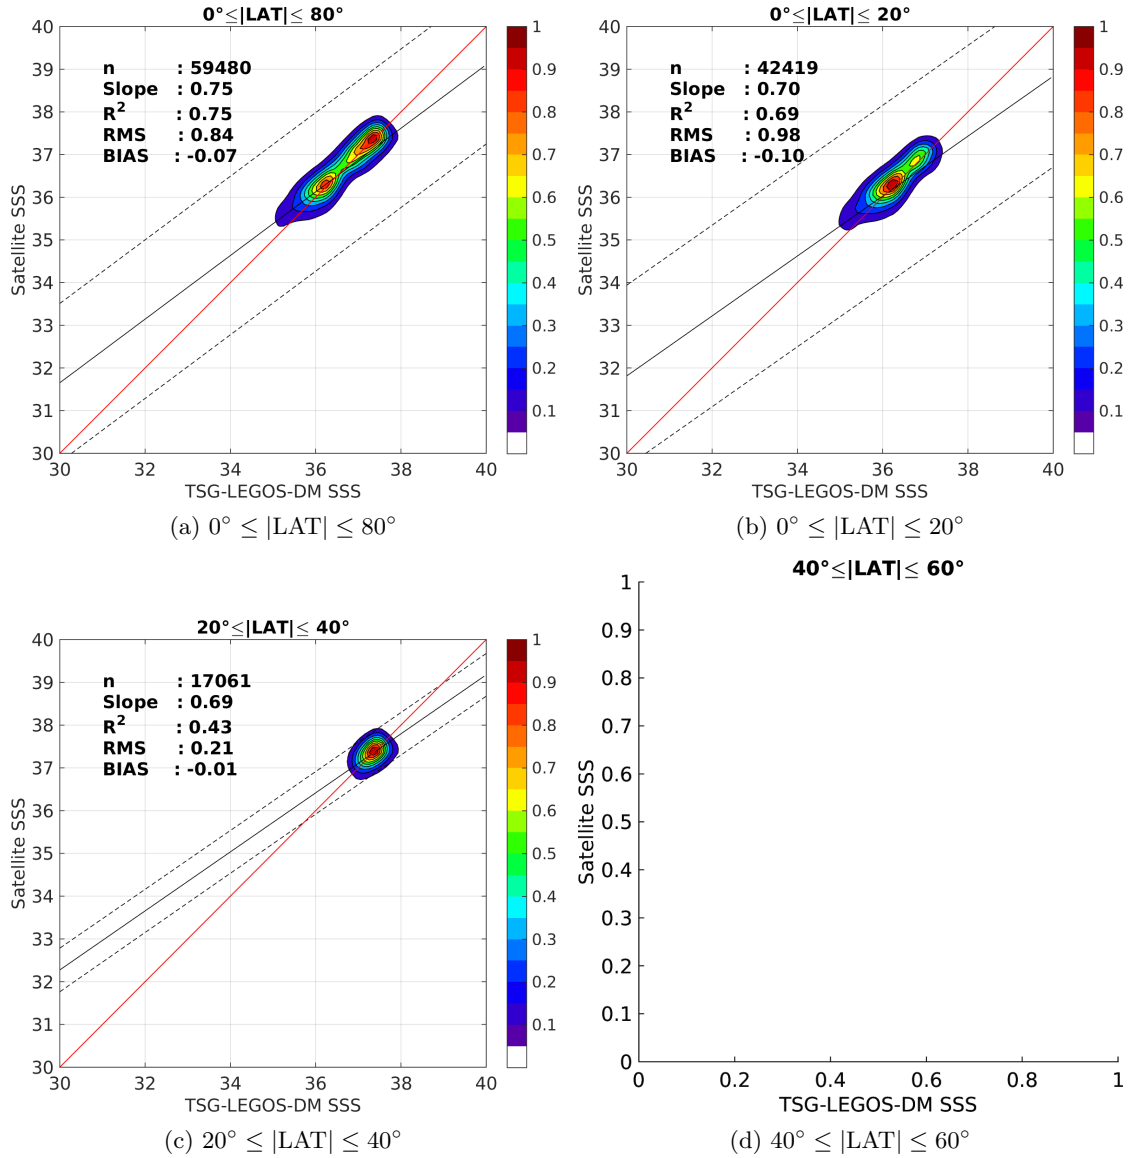 0°≤|LAT|≤ 80°
n : 59480
Slope : 0.75
R2 : 0.75
RMS : 0.84
BIAS : -0.07
40
39
38
37
36
35
34
33
32
31
30
30 32 34 36 38 40
Satellite SSS
TSG-LEGOS-DM SSS
1
0.9
0.8
0.7
0.6
0.5
0.4
0.3
0.2
0.1
(a) 0° ≤ |LAT| ≤ 80°
0°≤|LAT|≤ 20°
n : 42419
Slope : 0.70
R2 : 0.69
RMS : 0.98
BIAS : -0.10
40
39
38
37
36
35
34
33
32
31
30
30 32 34 36 38 40
Satellite SSS
TSG-LEGOS-DM SSS
1
0.9
0.8
0.7
0.6
0.5
0.4
0.3
0.2
0.1
(b) 0° ≤ |LAT| ≤ 20°
20°≤|LAT|≤ 40°
n : 17061
Slope : 0.69
R2 : 0.43
RMS : 0.21
BIAS : -0.01
40
39
38
37
36
35
34
33
32
31
30
30 32 34 36 38 40
Satellite SSS
TSG-LEGOS-DM SSS
1
0.9
0.8
0.7
0.6
0.5
0.4
0.3
0.2
0.1
(c) 20° ≤ |LAT| ≤ 40°
40°≤|LAT|≤ 60°
1
0.9
0.8
0.7
0.6
0.5
0.4
0.3
0.2
0.1
0
0 0.2 0.4 0.6 0.8 1
Satellite SSS
TSG-LEGOS-DM SSS
(d) 40° ≤ |LAT| ≤ 60°